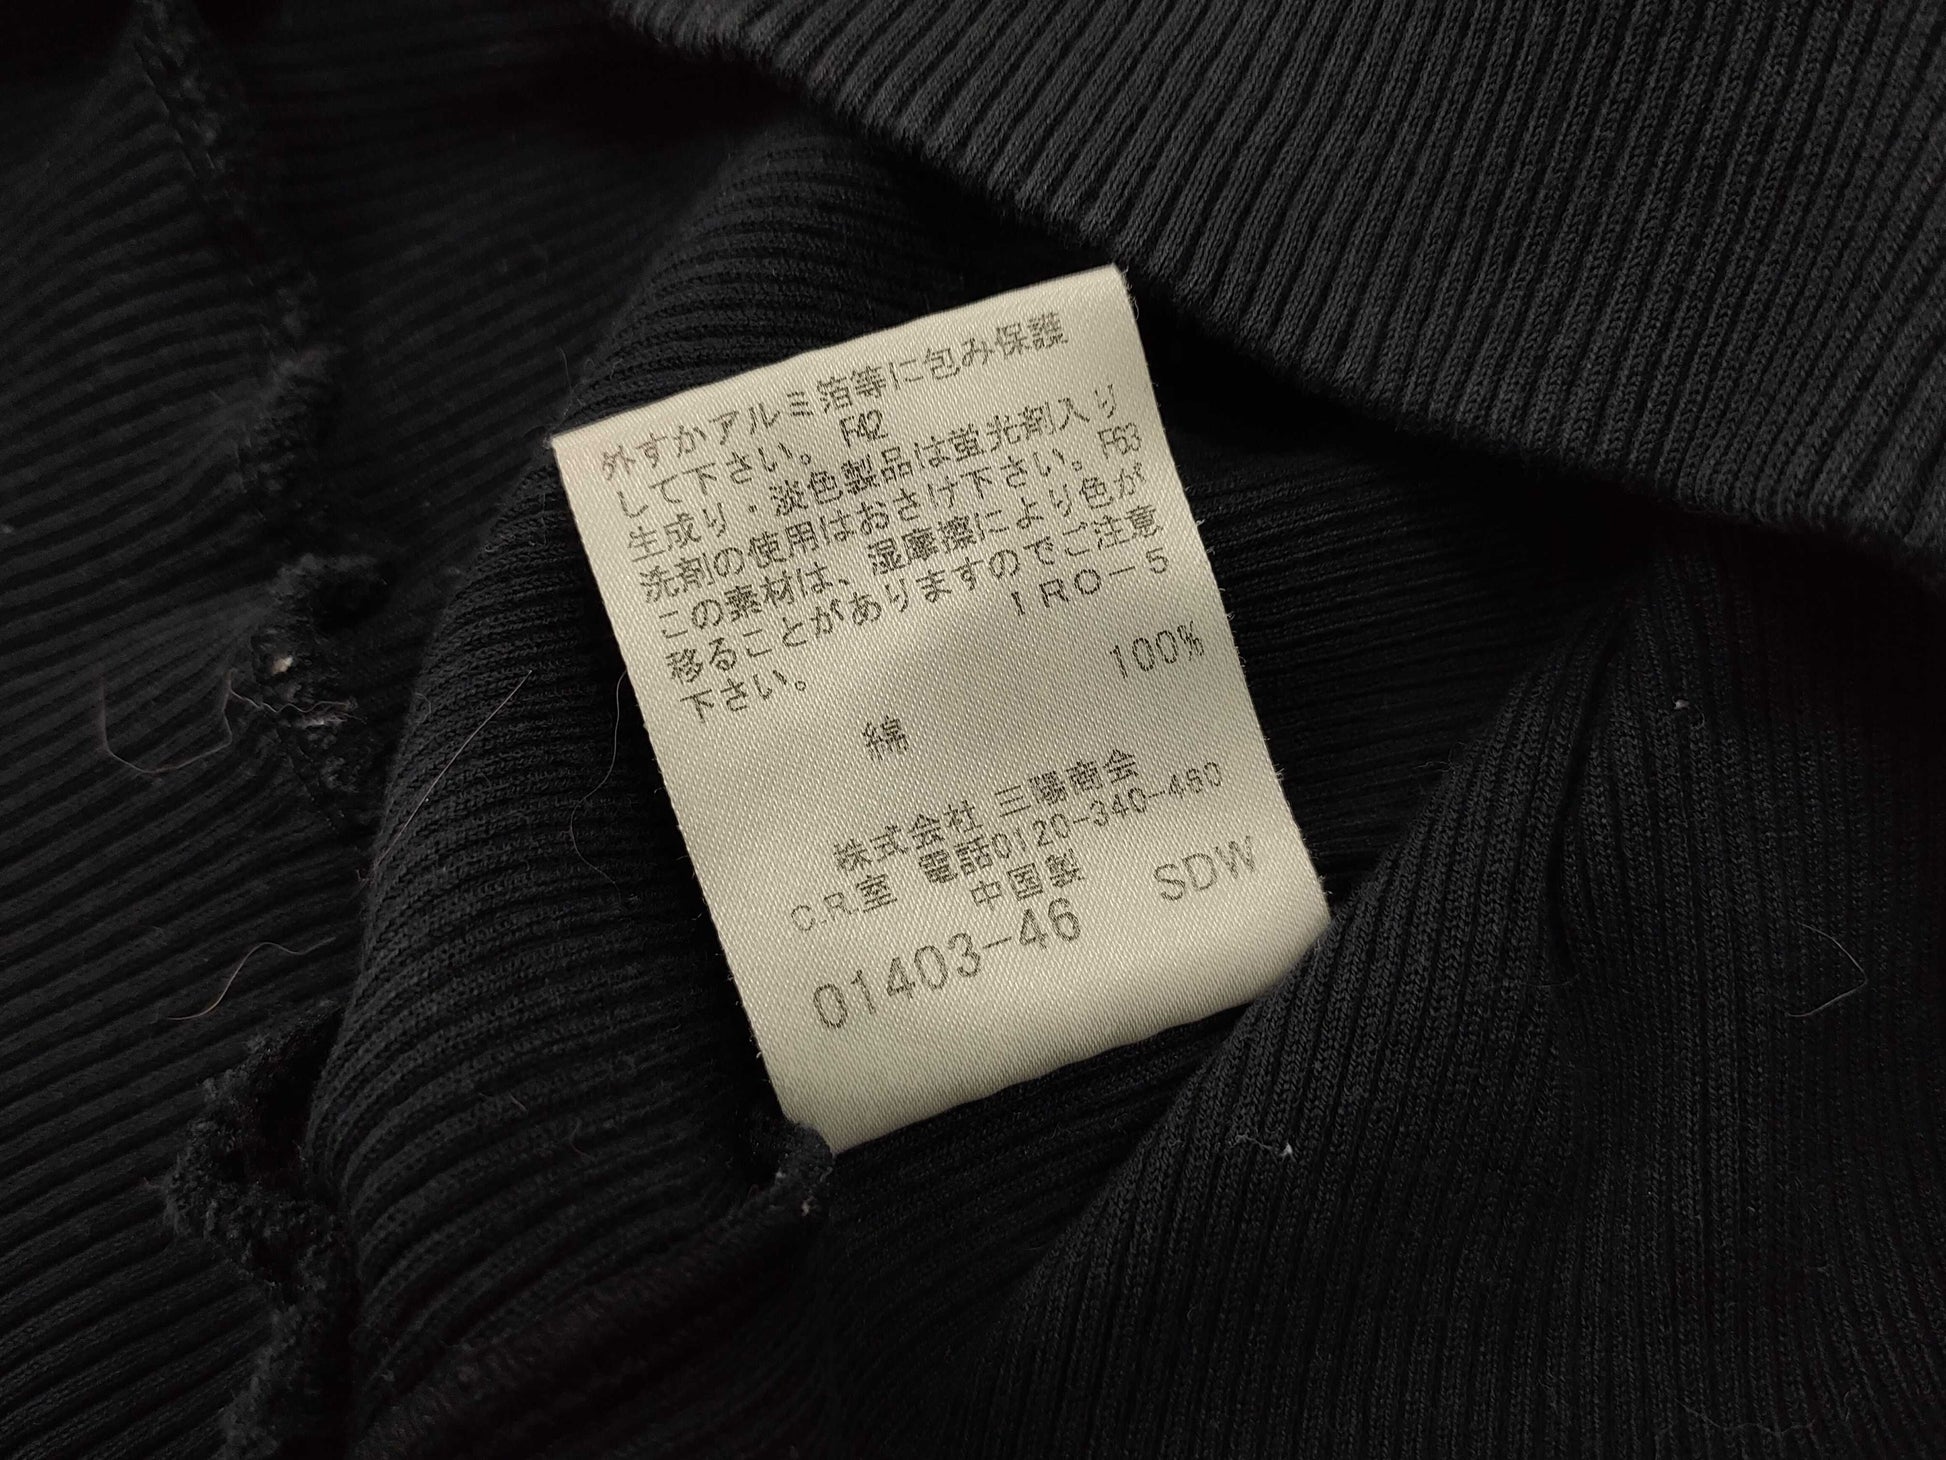 外すかアルミ箔等に包み保護
して下さい。 F42
生成り・淡色製品は蛍光剤入り
洗剤の使用はおさけ下さい。F63
この素材は、湿摩擦により色が
移ることがありますのでご注意
下さい。 IRO-5
綿 100%
株式会社 三陽商会
C.R.室 電話0120-340-460
中国製
01403-46 SDW